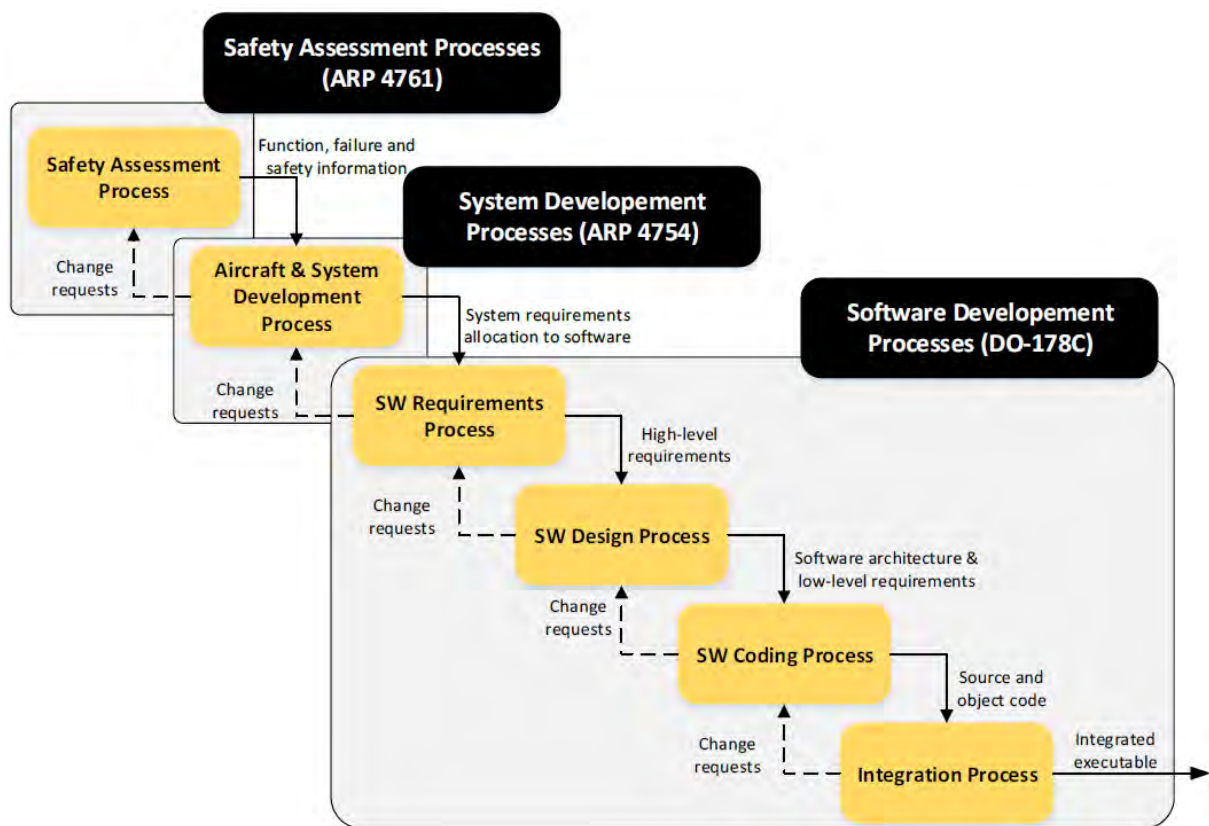 Safety Assessment Processes
(ARP 4761)
Safety Assessment
Process
Function, failure and
safety information
System Developement
Processes (ARP 4754)
Change
requests
Aircraft & System
Development
Process
System requirements
allocation to software
Software Developement
Processes (DO-178C)
Change
requests
SW Requirements
Process
High-level
requirements
Change
requests
SW Design Process
Software architecture &
low-level requirements
Change
requests
SW Coding Process
Source and
object code
Change
requests
Integration Process
Integrated
executable